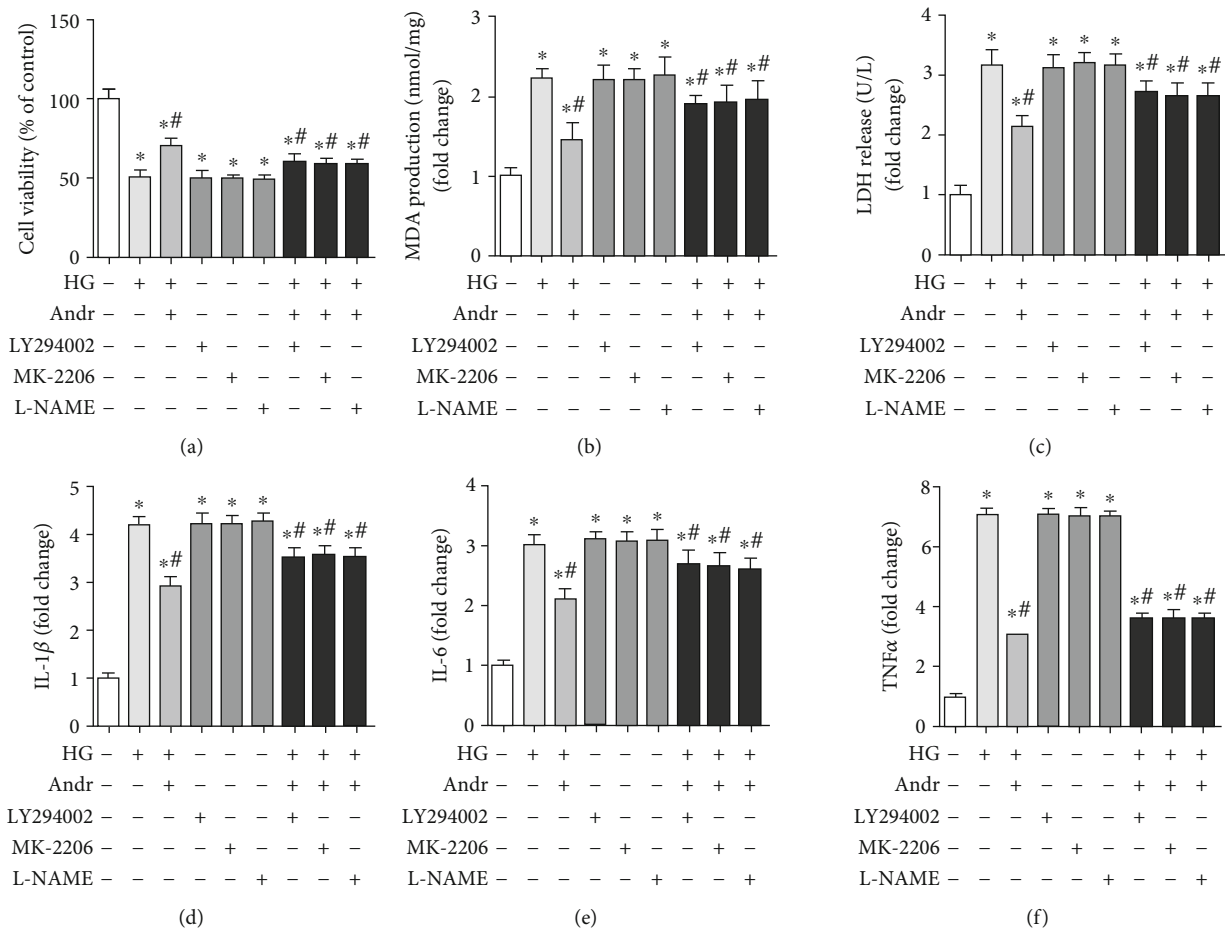 Cell viability (% of control)
150
100
50
0
* *# * * * *# *# *#
HG – + + – – – + + +
Andr – – + – – – + + +
LY294002 – – – + – – + – –
MK-2206 – – – – + – – + –
L-NAME – – – – – + – – +
(a)
MDA production (nmol/mg)
(fold change)
3
2
1
0
* *# * * * *# *# *#
HG – + + – – – + + +
Andr – – + – – – + + +
LY294002 – – – + – – + – –
MK-2206 – – – – + – – + –
L-NAME – – – – – + – – +
(b)
LDH release (U/L)
(fold change)
4
3
2
1
0
* *# * * * *# *# *#
HG – + + – – – + + +
Andr – – + – – – + + +
LY294002 – – – + – – + – –
MK-2206 – – – – + – – + –
L-NAME – – – – – + – – +
(c)
IL-1β (fold change)
5
4
3
2
1
0
* *# * * * *# *# *#
HG – + + – – – + + +
Andr – – + – – – + + +
LY294002 – – – + – – + – –
MK-2206 – – – – + – – + –
L-NAME – – – – – + – – +
(d)
IL-6 (fold change)
4
3
2
1
0
* *# * * * *# *# *#
HG – + + – – – + + +
Andr – – + – – – + + +
LY294002 – – – + – – + – –
MK-2206 – – – – + – – + –
L-NAME – – – – – + – – +
(e)
TNFα (fold change)
8
6
4
2
0
* *# * * * *# *# *#
HG – + + – – – + + +
Andr – – + – – – + + +
LY294002 – – – + – – + – –
MK-2206 – – – – + – – + –
L-NAME – – – – – + – – +
(f)